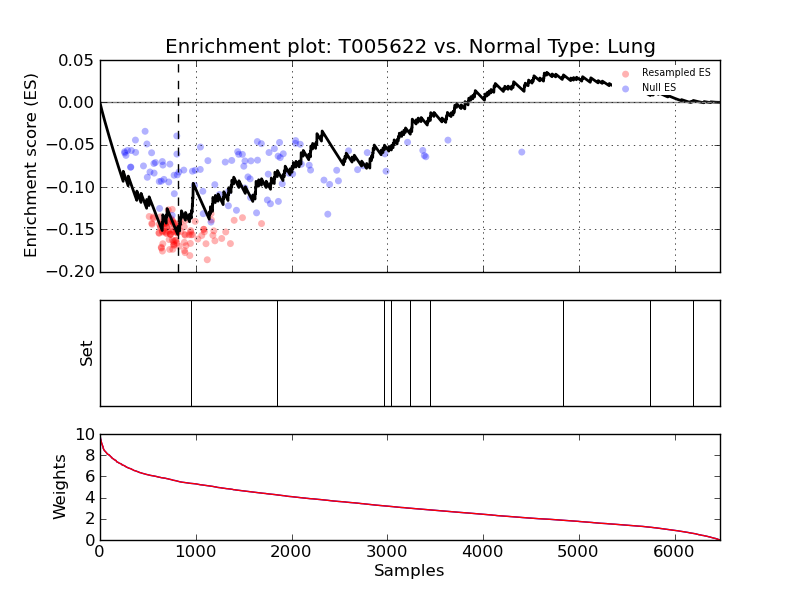 Enrichment plot: T005622 vs. Normal Type: Lung
Enrichment score (ES)
0.05
0.00
−0.05
−0.10
−0.15
−0.20
Resampled ES
Null ES
Set
Weights
10
8
6
4
2
0
0 1000 2000 3000 4000 5000 6000
Samples